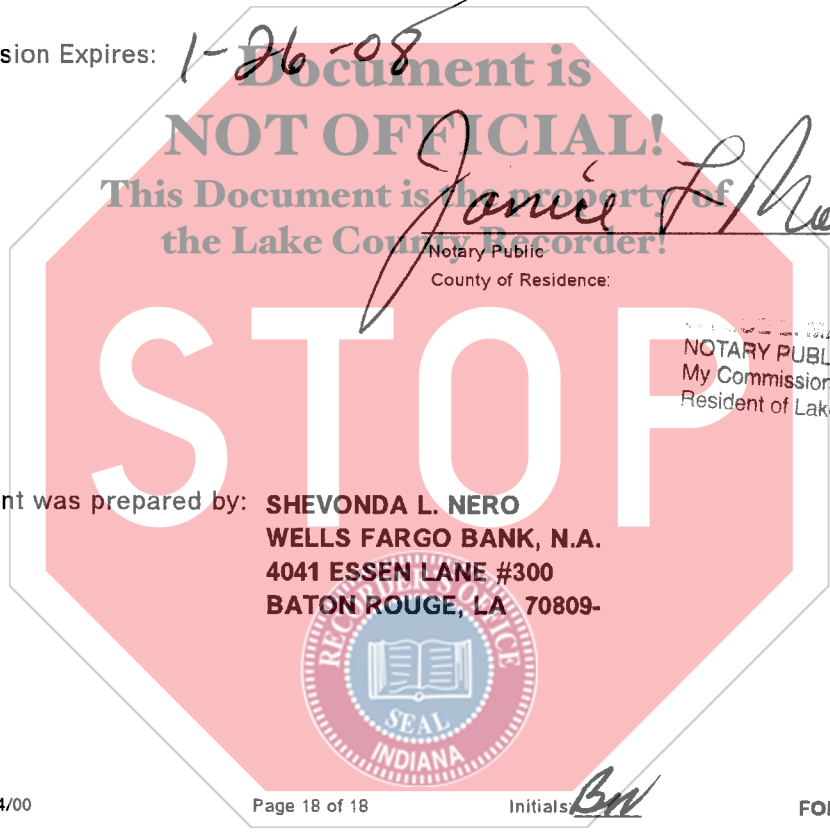 sion Expires: 1-26-08
Document is
NOT OFFICIAL!
This Document is the property of
the Lake County Recorder!
Janice L
Notary Public
County of Residence:
NOTARY PUBL
My Commission
Resident of Lake
STOP
nt was prepared by: SHEVONDA L. NERO
WELLS FARGO BANK, N.A.
4041 ESSEN LANE #300
BATON ROUGE, LA 70809-
RECORDER'S OFFICE
SEAL
INDIANA
4/00 Page 18 of 18 Initials: BW FO